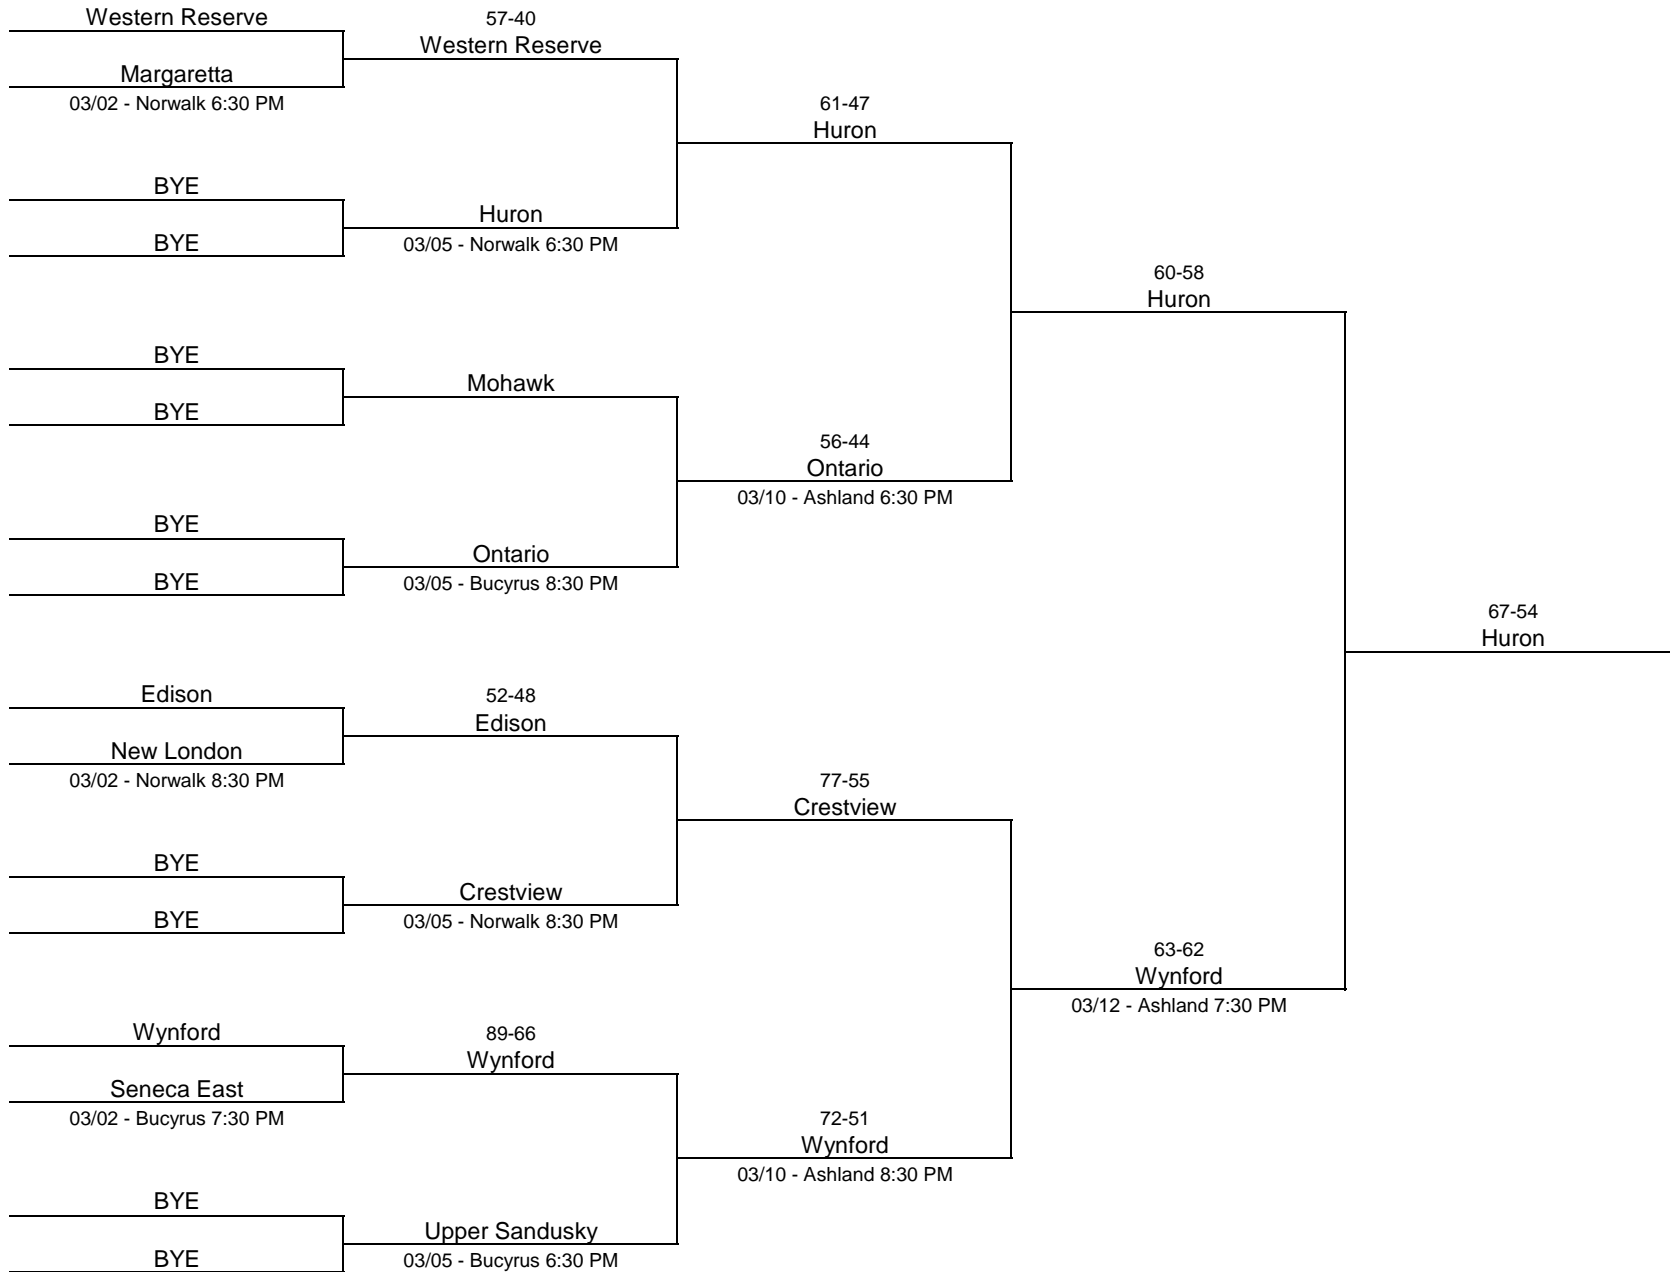 Western Reserve
Margaretta
03/02 - Norwalk 6:30 PM
BYE
BYE
BYE
BYE
BYE
BYE
Edison
New London
03/02 - Norwalk 8:30 PM
BYE
BYE
Wynford
Seneca East
03/02 - Bucyrus 7:30 PM
BYE
BYE
57-40
Western Reserve
Huron
03/05 - Norwalk 6:30 PM
Mohawk
Ontario
03/05 - Bucyrus 8:30 PM
52-48
Edison
Crestview
03/05 - Norwalk 8:30 PM
89-66
Wynford
Upper Sandusky
03/05 - Bucyrus 6:30 PM
61-47
Huron
56-44
Ontario
03/10 - Ashland 6:30 PM
77-55
Crestview
72-51
Wynford
03/10 - Ashland 8:30 PM
60-58
Huron
63-62
Wynford
03/12 - Ashland 7:30 PM
67-54
Huron